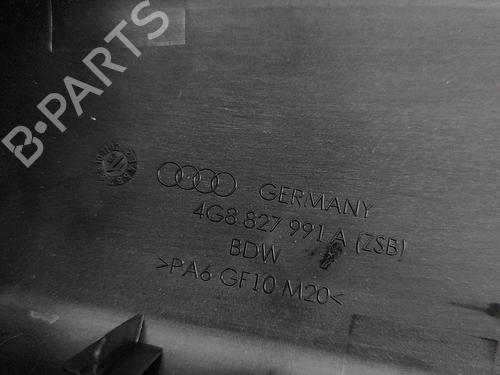 B·PARTS
GERMANY
4G8 827 991 A (ZSB)
BDW
>PA6 GF10 M20<